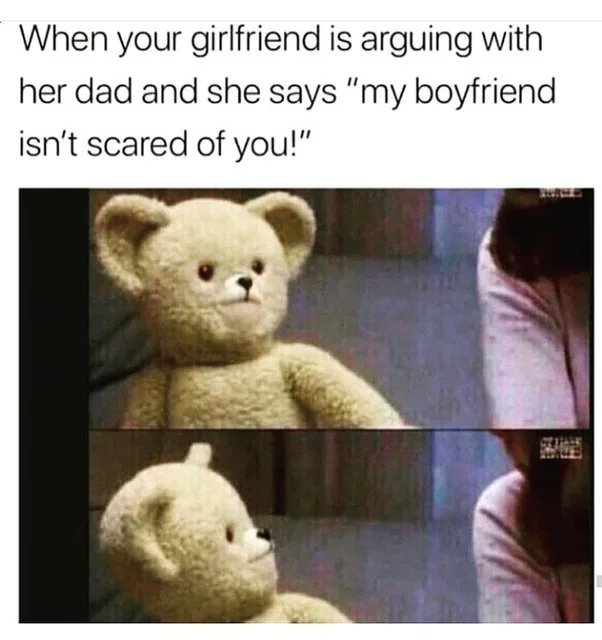 When your girlfriend is arguing with
her dad and she says "my boyfriend
isn't scared of you!"